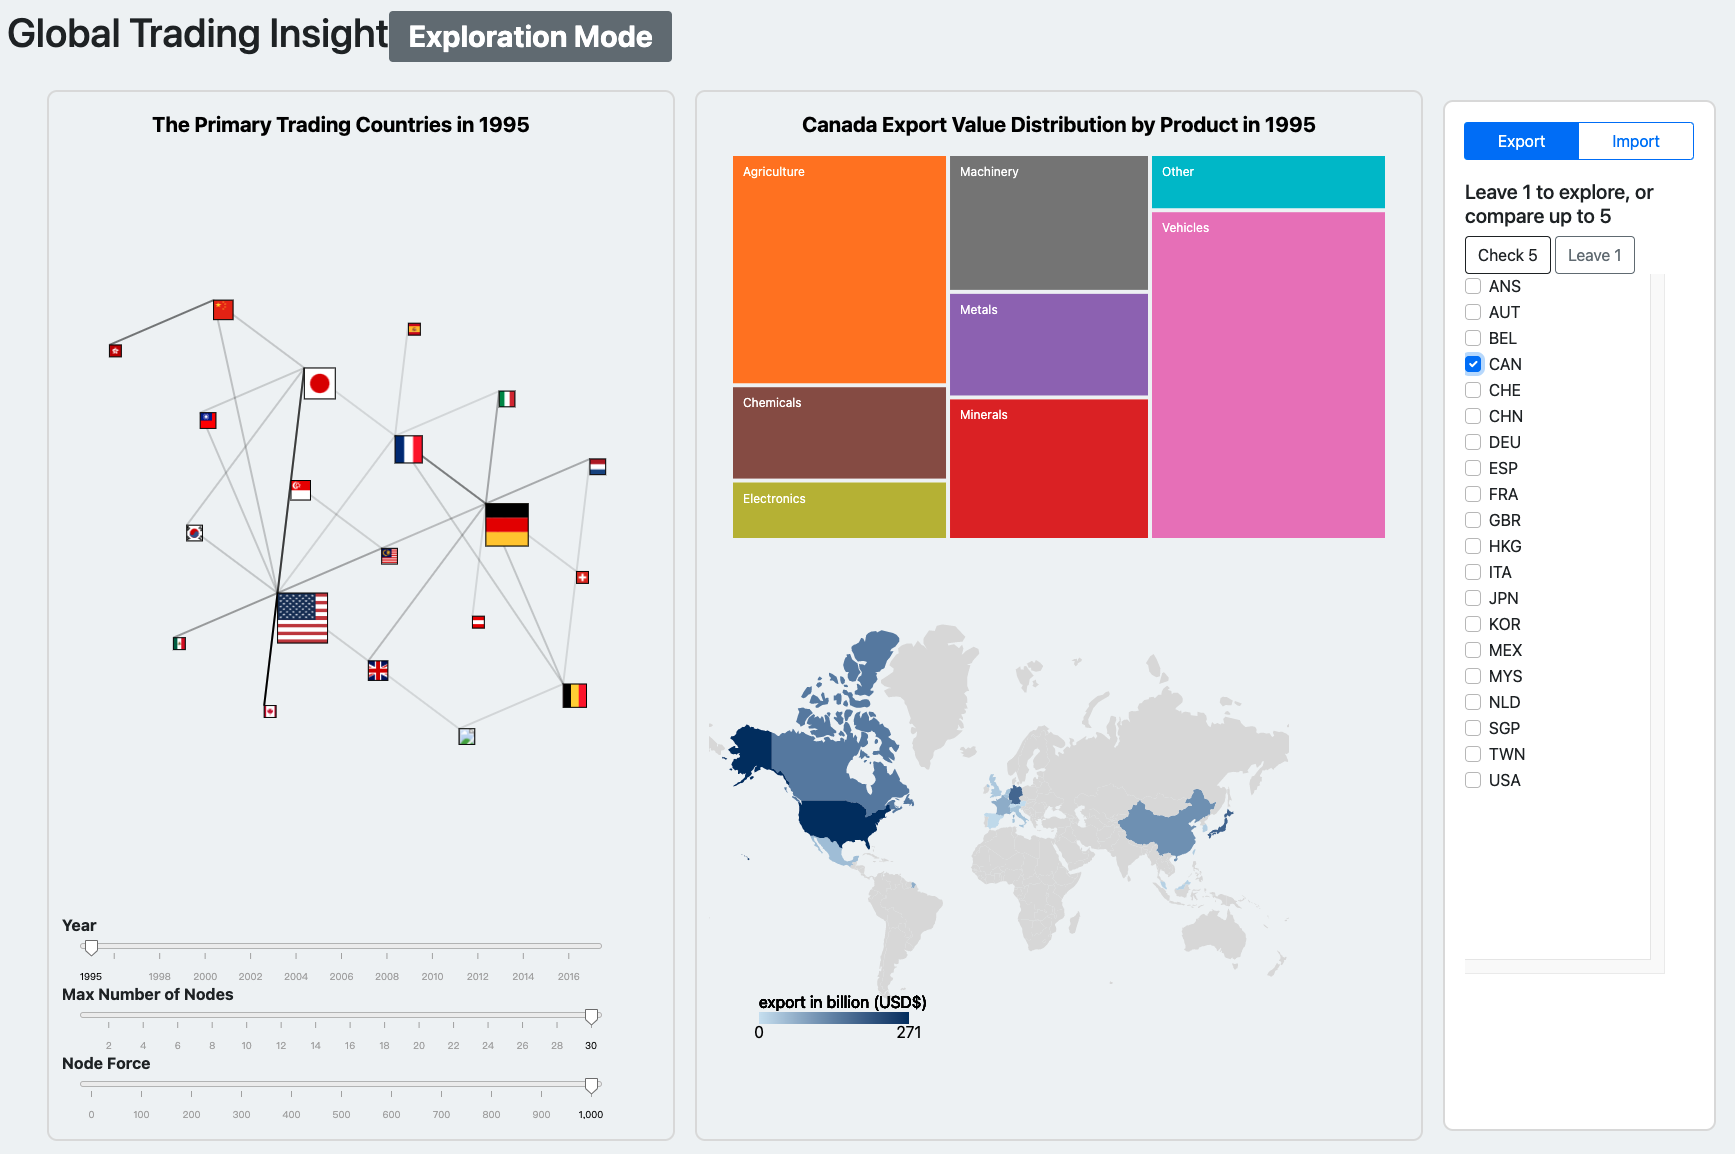 Global Trading Insight
Exploration Mode
The Primary Trading Countries in 1995
Year
1995
1998
2000
2002
2004
2006
2008
2010
2012
2014
2016
Max Number of Nodes
2
4
6
8
10
12
14
16
18
20
22
24
26
28
30
Node Force
0
100
200
300
400
500
600
700
800
900
1,000
Canada Export Value Distribution by Product in 1995
Agriculture
Machinery
Other
Vehicles
Metals
Chemicals
Minerals
Electronics
export in billion (USD$)
0
271
Export
Import
Leave 1 to explore, or
compare up to 5
Check 5
Leave 1
ANS
AUT
BEL
CAN
CHE
CHN
DEU
ESP
FRA
GBR
HKG
ITA
JPN
KOR
MEX
MYS
NLD
SGP
TWN
USA